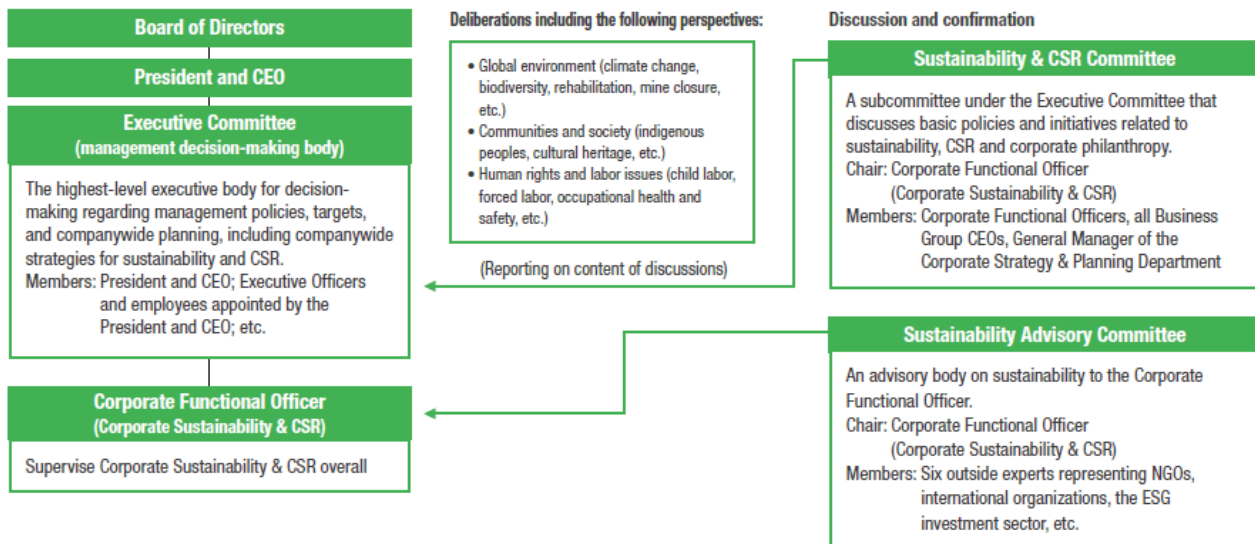 Board of Directors
President and CEO
Executive Committee
(management decision-making body)
The highest-level executive body for decision-
making regarding management policies, targets,
and companywide planning, including companywide
strategies for sustainability and CSR.
Members: President and CEO; Executive Officers
and employees appointed by the
President and CEO; etc.
Corporate Functional Officer
(Corporate Sustainability & CSR)
Supervise Corporate Sustainability & CSR overall
Deliberations including the following perspectives:
• Global environment (climate change,
biodiversity, rehabilitation, mine closure,
etc.)
• Communities and society (indigenous
peoples, cultural heritage, etc.)
• Human rights and labor issues (child labor,
forced labor, occupational health and
safety, etc.)
(Reporting on content of discussions)
Discussion and confirmation
Sustainability & CSR Committee
A subcommittee under the Executive Committee that
discusses basic policies and initiatives related to
sustainability, CSR and corporate philanthropy.
Chair: Corporate Functional Officer
(Corporate Sustainability & CSR)
Members: Corporate Functional Officers, all Business
Group CEOs, General Manager of the
Corporate Strategy & Planning Department
Sustainability Advisory Committee
An advisory body on sustainability to the Corporate
Functional Officer.
Chair: Corporate Functional Officer
(Corporate Sustainability & CSR)
Members: Six outside experts representing NGOs,
international organizations, the ESG
investment sector, etc.